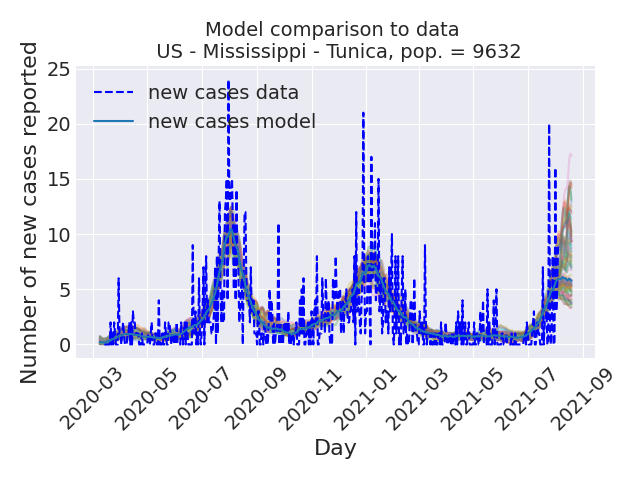 Model comparison to data
US - Mississippi - Tunica, pop. = 9632
Number of new cases reported
25
20
15
10
5
0
new cases data
new cases model
2020-03
2020-05
2020-07
2020-09
2020-11
2021-01
2021-03
2021-05
2021-07
2021-09
Day